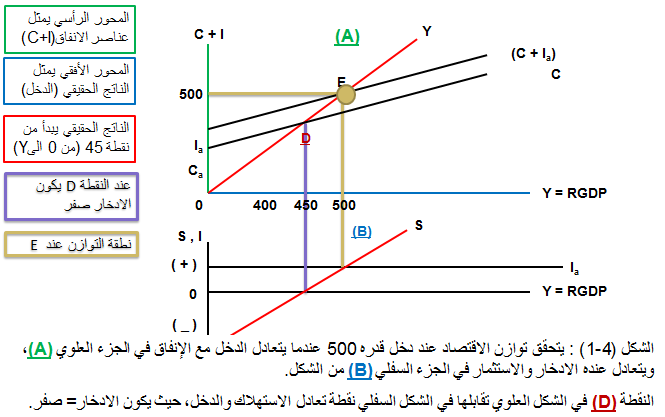 المحور الرأسي يمثل
عناصر الانفاق(C+I)
المحور الأفقي يمثل
الناتج الحقيقي (الدخل)
الناتج الحقيقي يبدأ من
نقطة 45 (من 0 الىY)
عند النقطة D يكون
الادخار صفر
نطقة التوازن عند E
C + I
(A)
Y
(C + Ia)
C
E
500
D
Ia
Ca
0
400
450
500
Y = RGDP
S , I
(B)
S
( + )
Ia
0
Y = RGDP
( _ )
الشكل (4-1) : يتحقق توازن الاقتصاد عند دخل قدره 500 عندما يتعادل الدخل مع الإنفاق في الجزء العلوي (A)،
ويتعادل عنده الادخار والاستثمار في الجزء السفلي (B) من الشكل.
النقطة (D) في الشكل العلوي تقابلها في الشكل السفلي نقطة تعادل الاستهلاك والدخل، حيث يكون الادخار= صفر.